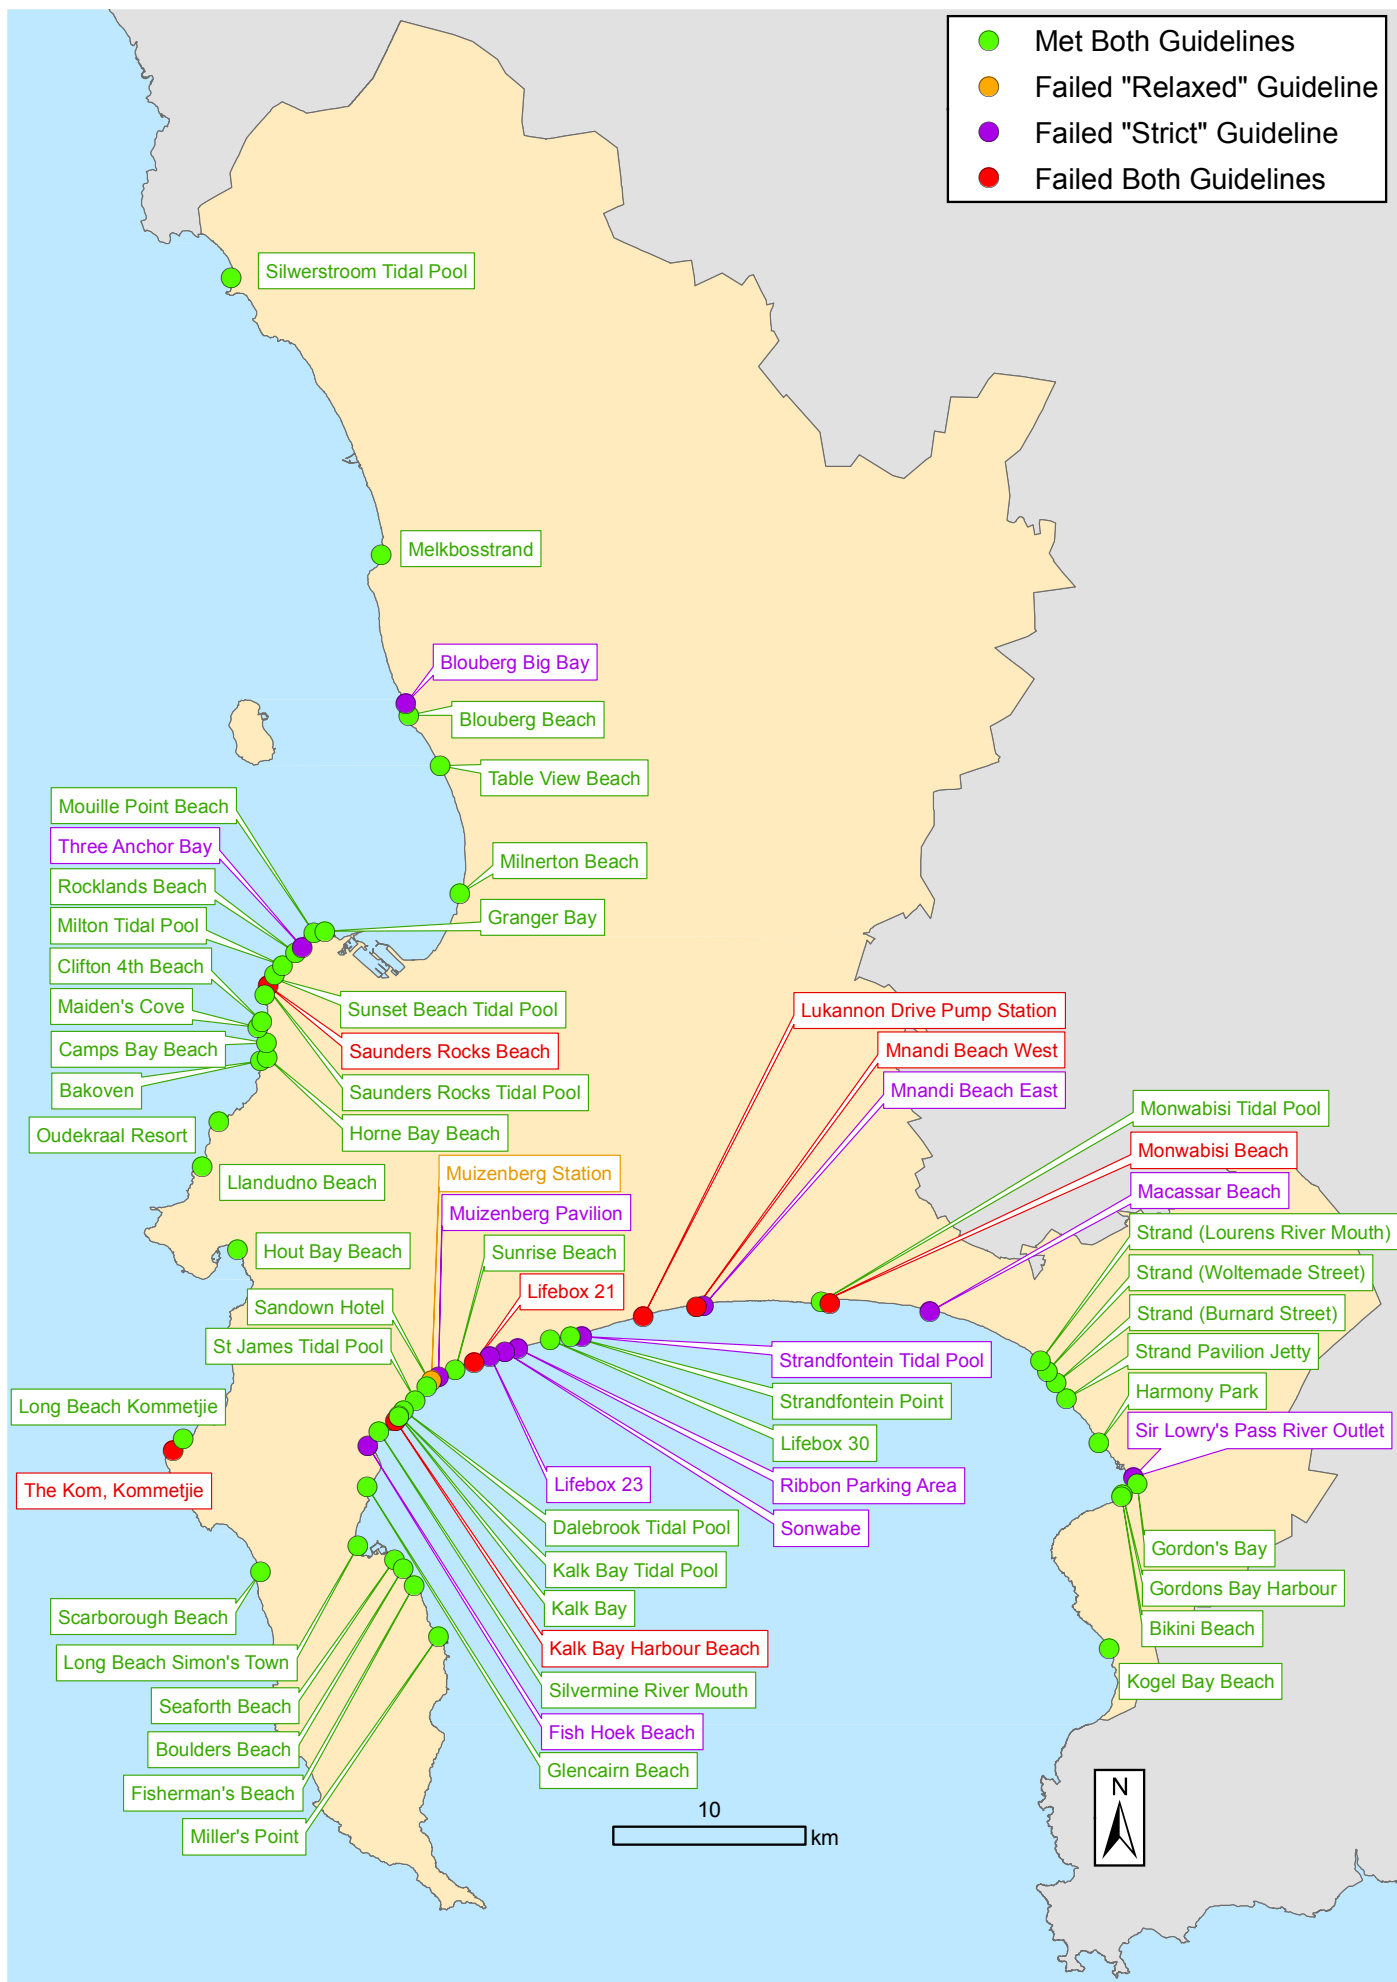 Met Both Guidelines
Failed "Relaxed" Guideline
Failed "Strict" Guideline
Failed Both Guidelines
Silwerstroom Tidal Pool
Melkbosstrand
Blouberg Big Bay
Blouberg Beach
Table View Beach
Mouille Point Beach
Three Anchor Bay
Milnerton Beach
Rocklands Beach
Granger Bay
Milton Tidal Pool
Clifton 4th Beach
Maiden's Cove
Sunset Beach Tidal Pool
Lukannon Drive Pump Station
Camps Bay Beach
Saunders Rocks Beach
Mnandi Beach West
Bakoven
Saunders Rocks Tidal Pool
Mnandi Beach East
Monwabisi Tidal Pool
Oudekraal Resort
Horne Bay Beach
Monwabisi Beach
Muizenberg Station
Llandudno Beach
Macassar Beach
Muizenberg Pavilion
Strand (Lourens River Mouth)
Hout Bay Beach
Sunrise Beach
Strand (Woltemade Street)
Lifebox 21
Sandown Hotel
Strand (Burnard Street)
St James Tidal Pool
Strand Pavilion Jetty
Strandfontein Tidal Pool
Harmony Park
Strandfontein Point
Long Beach Kommetjie
Sir Lowry's Pass River Outlet
Lifebox 30
The Kom, Kommetjie
Lifebox 23
Ribbon Parking Area
Dalebrook Tidal Pool
Sonwabe
Gordon's Bay
Kalk Bay Tidal Pool
Gordons Bay Harbour
Kalk Bay
Scarborough Beach
Bikini Beach
Kalk Bay Harbour Beach
Long Beach Simon's Town
Kogel Bay Beach
Silvermine River Mouth
Seaforth Beach
Fish Hoek Beach
Boulders Beach
Glencairn Beach
Fisherman's Beach
N
10
km
Miller's Point